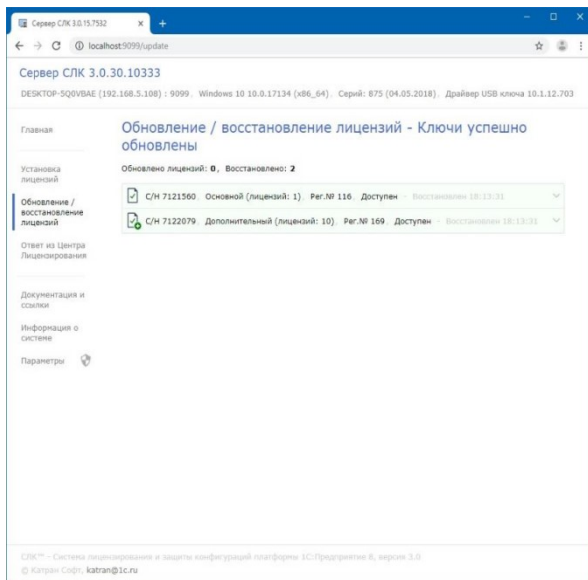 Сервер СЛК 3.0.15.7532
localhost:9099/update
Сервер СЛК 3.0.30.10333
DESKTOP-5Q0VBAE (192.168.5.108) : 9099, Windows 10 10.0.17134 (x86_64), Серий: 875 (04.05.2018), Драйвер USB ключа 10.1.12.703
Главная
Установка
лицензий
Обновление /
восстановление
лицензий
Ответ из Центра
Лицензирования
Документация и
ссылки
Информация о
системе
Параметры
Обновление / восстановление лицензий - Ключи успешно
обновлены
Обновлено лицензий: 0, Восстановлено: 2
С/Н 7121560, Основной (лицензий: 1), Рег.№ 116, Доступен - Восстановлен 18:13:31
С/Н 7122079, Дополнительный (лицензий: 10), Рег.№ 169, Доступен - Восстановлен 18:13:31
СЛК™ - Система лицензирования и защиты конфигураций платформы 1С:Предприятие 8, версия 3.0
© Катран Софт, katran@1c.ru